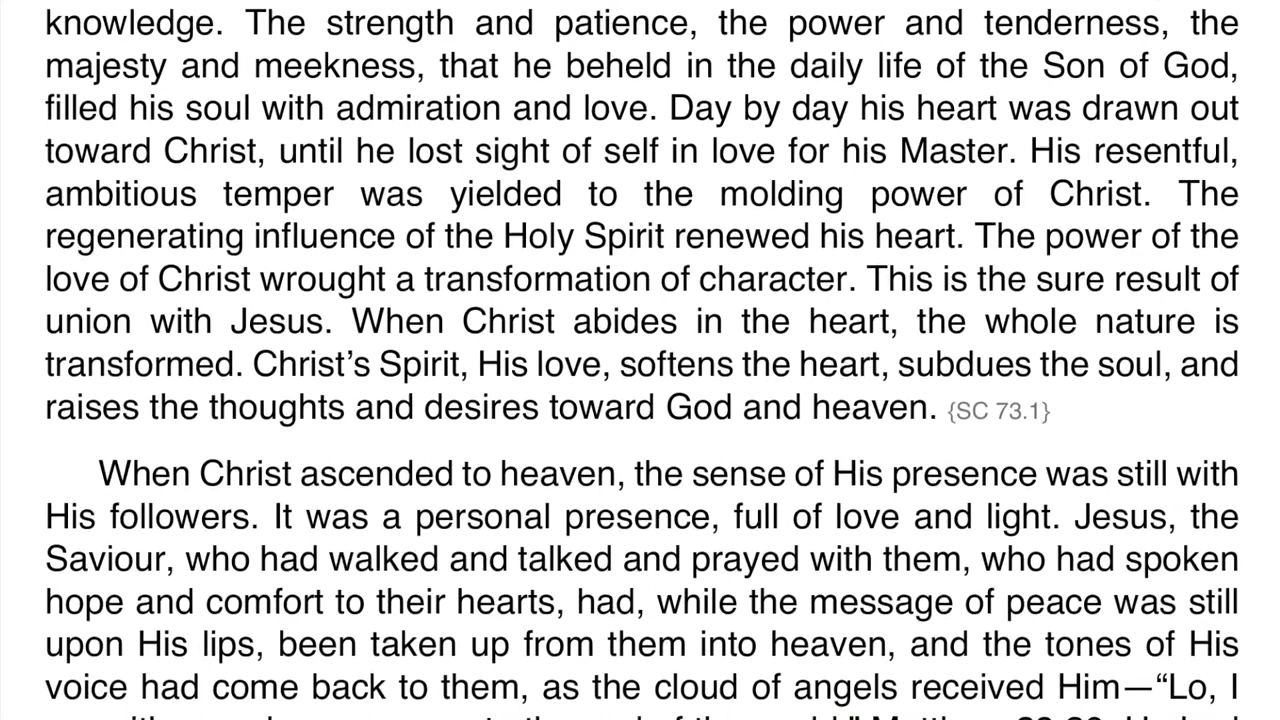 knowledge. The strength and patience, the power and tenderness, the
majesty and meekness, that he beheld in the daily life of the Son of God,
filled his soul with admiration and love. Day by day his heart was drawn out
toward Christ, until he lost sight of self in love for his Master. His resentful,
ambitious temper was yielded to the molding power of Christ. The
regenerating influence of the Holy Spirit renewed his heart. The power of the
love of Christ wrought a transformation of character. This is the sure result of
union with Jesus. When Christ abides in the heart, the whole nature is
transformed. Christ’s Spirit, His love, softens the heart, subdues the soul, and
raises the thoughts and desires toward God and heaven. {SC 73.1}
When Christ ascended to heaven, the sense of His presence was still with
His followers. It was a personal presence, full of love and light. Jesus, the
Saviour, who had walked and talked and prayed with them, who had spoken
hope and comfort to their hearts, had, while the message of peace was still
upon His lips, been taken up from them into heaven, and the tones of His
voice had come back to them, as the cloud of angels received Him—“Lo, I